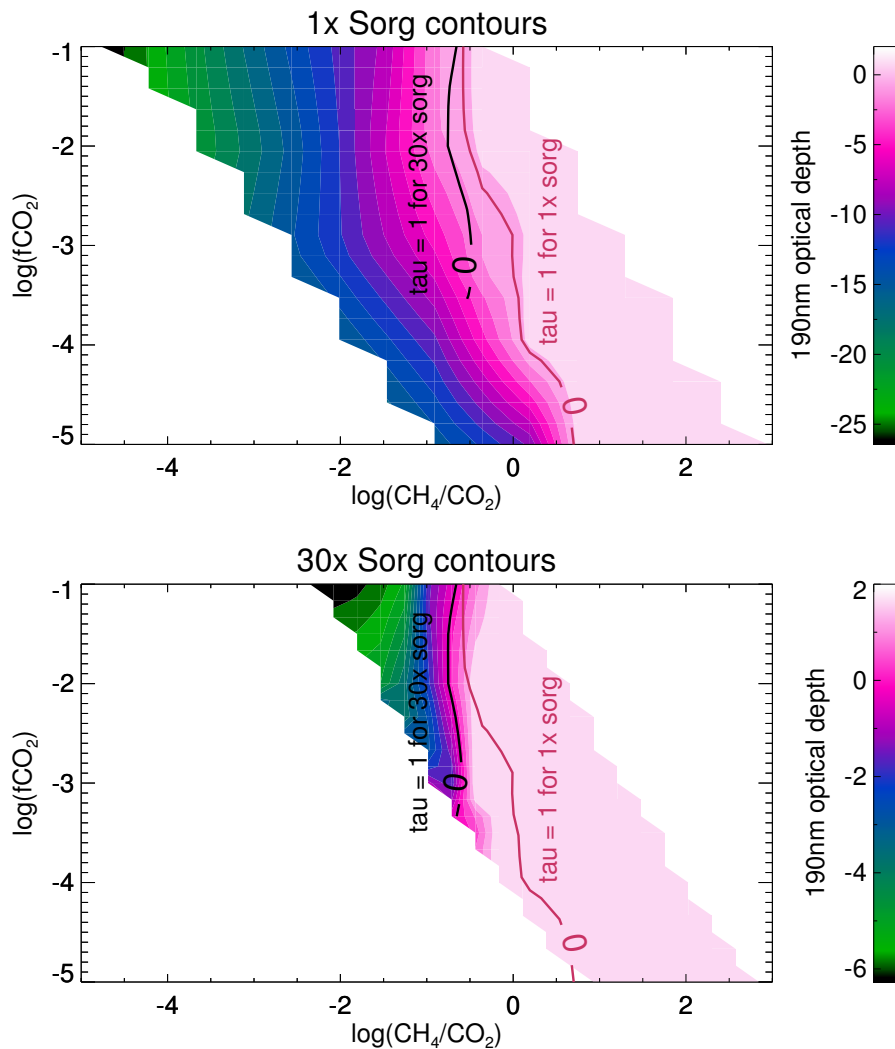 1x Sorg contours
-1
-2
-3
-4
-5
log(fCO2)
tau = 1 for 30x sorg
0
tau = 1 for 1x sorg
0
-4
-2
0
2
log(CH4/CO2)
0
-5
-10
-15
-20
-25
190nm optical depth
30x Sorg contours
-1
-2
-3
-4
-5
log(fCO2)
tau = 1 for 30x sorg
0
tau = 1 for 1x sorg
0
-4
-2
0
2
log(CH4/CO2)
2
0
-2
-4
-6
190nm optical depth